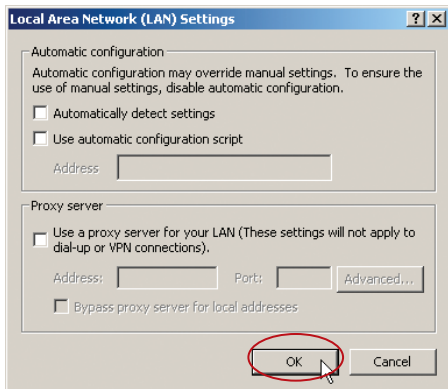 Local Area Network (LAN) Settings
Automatic configuration
Automatic configuration may override manual settings. To ensure the
use of manual settings, disable automatic configuration.
Automatically detect settings
Use automatic configuration script
Address
Proxy server
Use a proxy server for your LAN (These settings will not apply to
dial-up or VPN connections).
Address: Port: Advanced...
Bypass proxy server for local addresses
OK Cancel